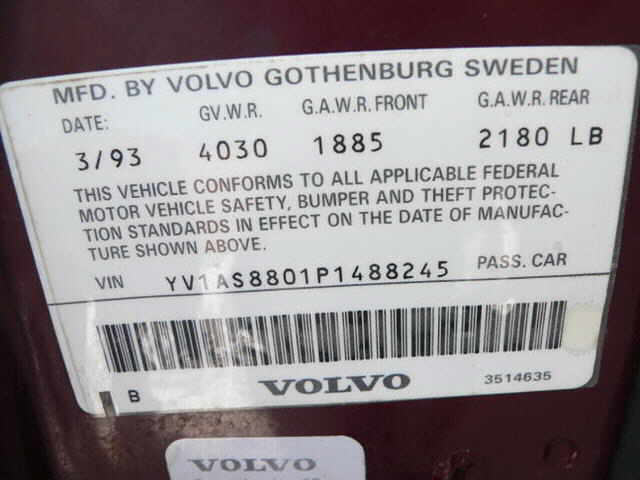 MFD. BY VOLVO GOTHENBURG SWEDEN
DATE: G.V.W.R. G.A.W.R. FRONT G.A.W.R. REAR
3/93 4030 1885 2180 LB
THIS VEHICLE CONFORMS TO ALL APPLICABLE FEDERAL
MOTOR VEHICLE SAFETY, BUMPER AND THEFT PROTEC-
TION STANDARDS IN EFFECT ON THE DATE OF MANUFAC-
TURE SHOWN ABOVE.
VIN YV1AS8801P1488245 PASS. CAR
B VOLVO 3514635
VOLVO